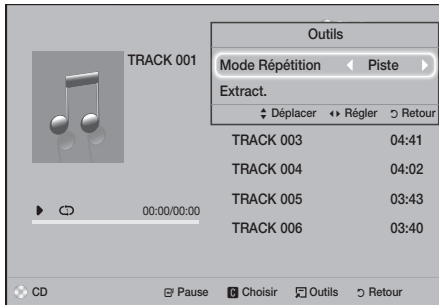 Outils
TRACK 001
Mode Répétition Piste
Extract.
Déplacer Régler Retour
TRACK 003 04:41
TRACK 004 04:02
TRACK 005 03:43
TRACK 006 03:40
00:00/00:00
CD Pause C Choisir Outils Retour